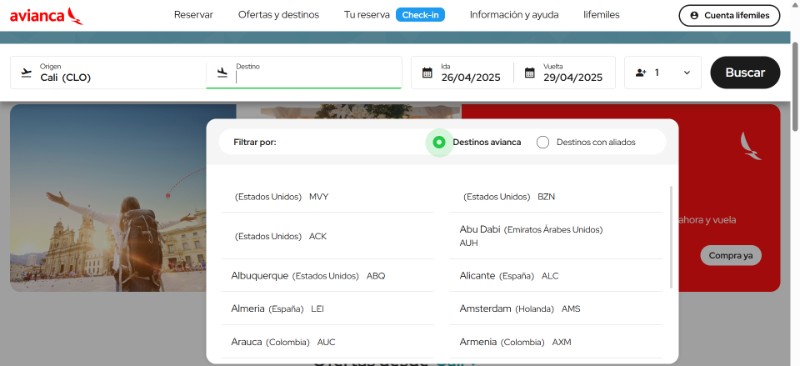 avianca
Reservar Ofertas y destinos Tu reserva Check-in Información y ayuda lifemiles Cuenta lifemiles
Origen Destino Ida Vuelta
Cali (CLO) 26/04/2025 29/04/2025 1 Buscar
Filtrar por: Destinos avianca Destinos con aliados
(Estados Unidos) MVY (Estados Unidos) BZN
(Estados Unidos) ACK Abu Dabi (Emiratos Árabes Unidos)
AUH
ahora y vuela
Compra ya
Albuquerque (Estados Unidos) ABQ Alicante (España) ALC
Almeria (España) LEI Amsterdam (Holanda) AMS
Arauca (Colombia) AUC Armenia (Colombia) AXM